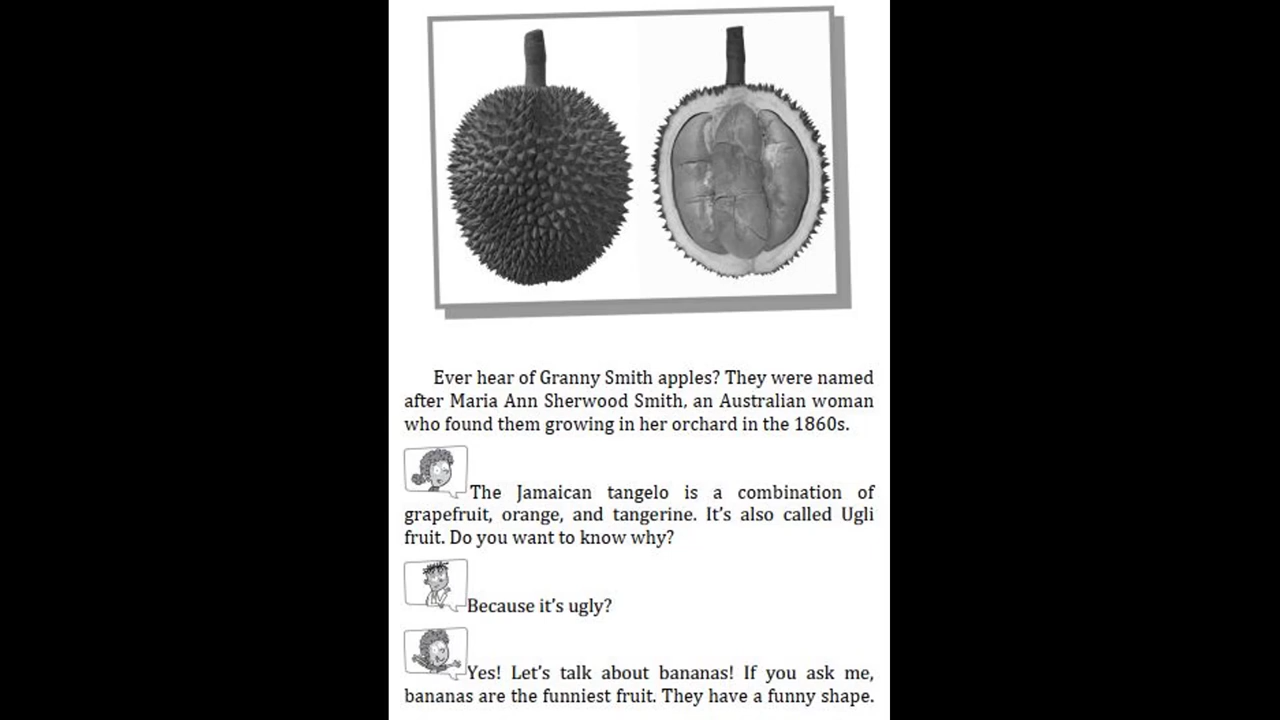 Ever hear of Granny Smith apples? They were named
after Maria Ann Sherwood Smith, an Australian woman
who found them growing in her orchard in the 1860s.
The Jamaican tangelo is a combination of
grapefruit, orange, and tangerine. It’s also called Ugli
fruit. Do you want to know why?
Because it’s ugly?
Yes! Let’s talk about bananas! If you ask me,
bananas are the funniest fruit. They have a funny shape.